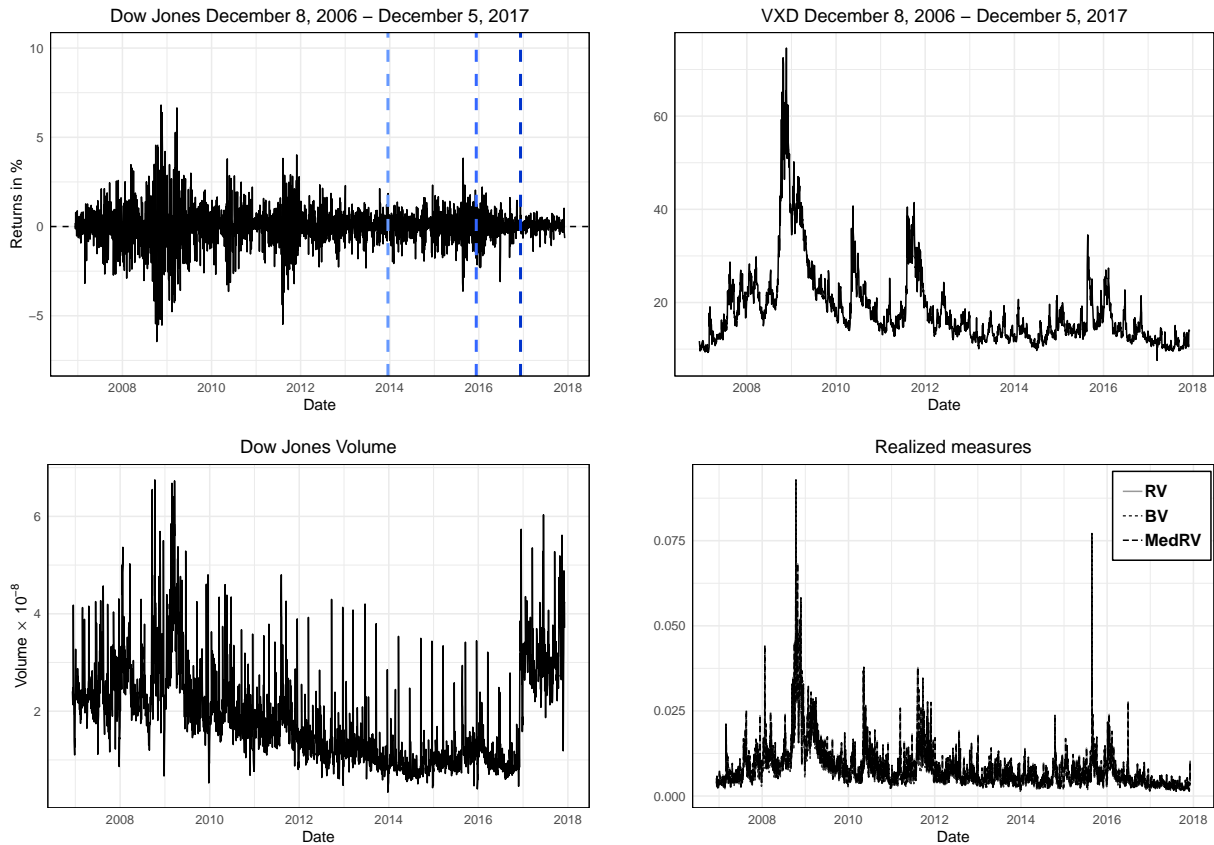 Dow Jones December 8, 2006 – December 5, 2017
10
5
0
−5
Returns in %
2008 2010 2012 2014 2016 2018
Date
VXD December 8, 2006 – December 5, 2017
60
40
20
2008 2010 2012 2014 2016 2018
Date
Dow Jones Volume
6
4
2
Volume × 10⁻⁸
2008 2010 2012 2014 2016 2018
Date
Realized measures
RV
BV
MedRV
0.075
0.050
0.025
0.000
2008 2010 2012 2014 2016 2018
Date